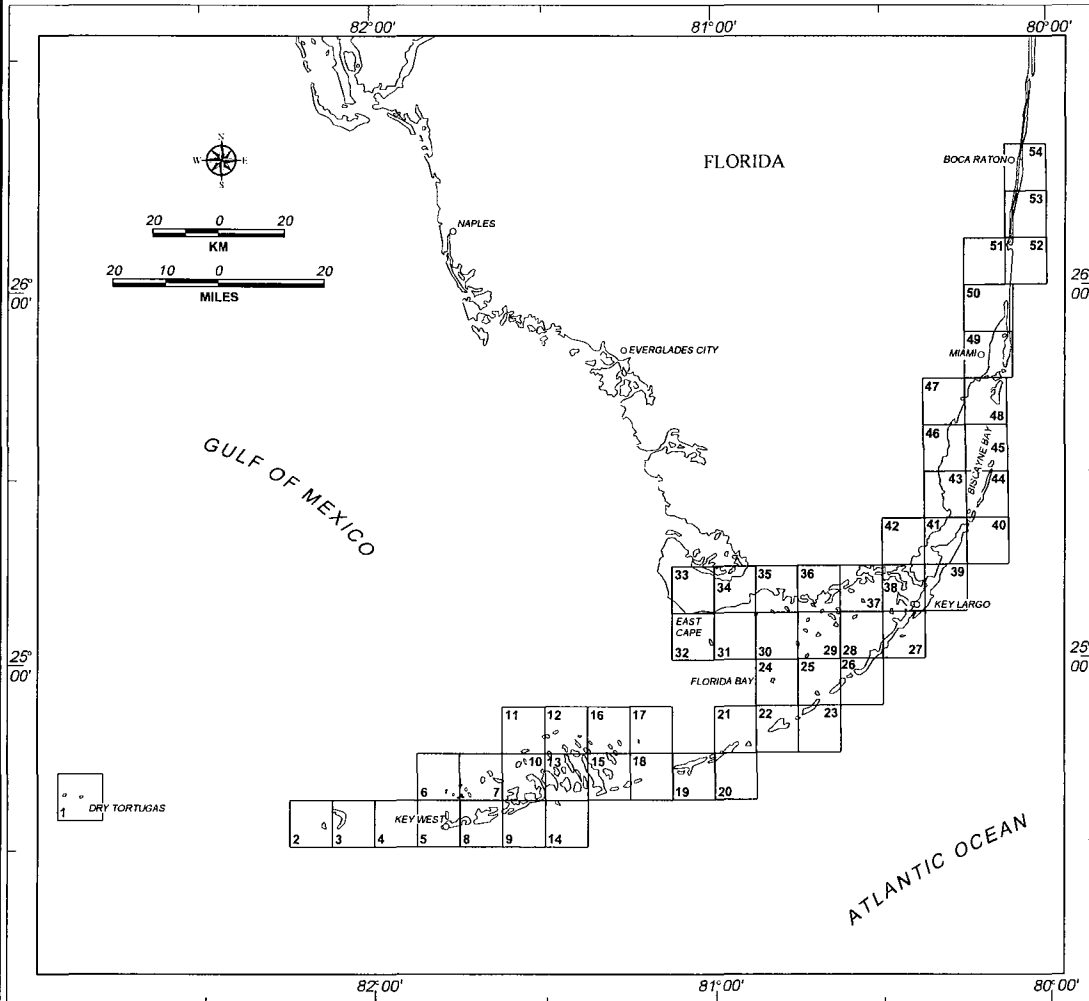 82°00' 81°00' 80°00'
N
W E
S
FLORIDA
BOCA RATON
54
53
20 0 20
KM
NAPLES
51 52
20 10 0 20
MILES
26°
00'
26
00
50
49
EVERGLADES CITY
MIAMI
47
48
46
45
BISCAYNE BAY
GULF OF MEXICO
43 44
42 41 40
33 34 35 36 38 39
37
KEY LARGO
EAST
CAPE
32 31 30 29 28 27
25°
00'
25
00
24 25 26
FLORIDA BAY
11 12 16 17 21 22 23
10 13 15 18
6 7 19 20
1
DRY TORTUGAS
KEY WEST
2 3 4 5 8 9 14
ATLANTIC OCEAN
82°00' 81°00' 80°00'